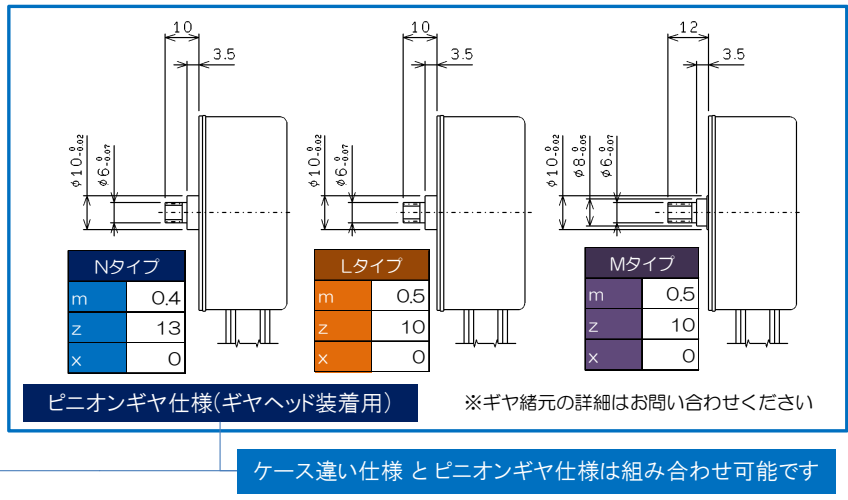 10
3.5
10
3.5
12
3.5
φ10 0 -0.02
φ6 0 -0.07
φ10 0 -0.02
φ6 0 -0.07
φ10 0 -0.02
φ8 0 -0.05
φ6 0 -0.07
Nタイプ
m 0.4
z 13
x 0
Lタイプ
m 0.5
z 10
x 0
Mタイプ
m 0.5
z 10
x 0
ピニオンギヤ仕様(ギヤヘッド装着用)
※ギヤ緒元の詳細はお問い合わせください
ケース違い仕様 とピニオンギヤ仕様は組み合わせ可能です